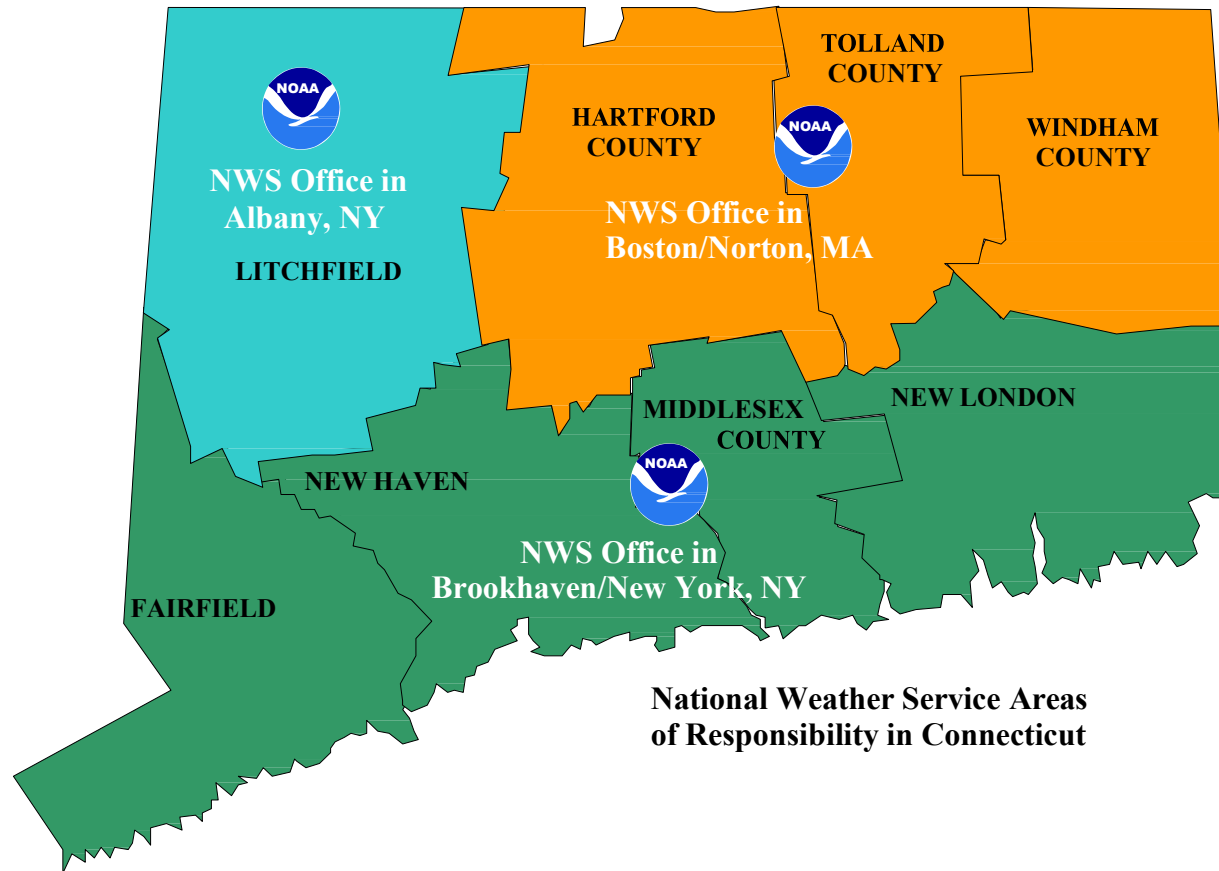 TOLLAND
COUNTY
NOAA
HARTFORD
COUNTY
NOAA
WINDHAM
COUNTY
NWS Office in
Albany, NY
NWS Office in
Boston/Norton, MA
LITCHFIELD
MIDDLESEX
COUNTY
NEW LONDON
NEW HAVEN
NOAA
NWS Office in
Brookhaven/New York, NY
FAIRFIELD
National Weather Service Areas
of Responsibility in Connecticut